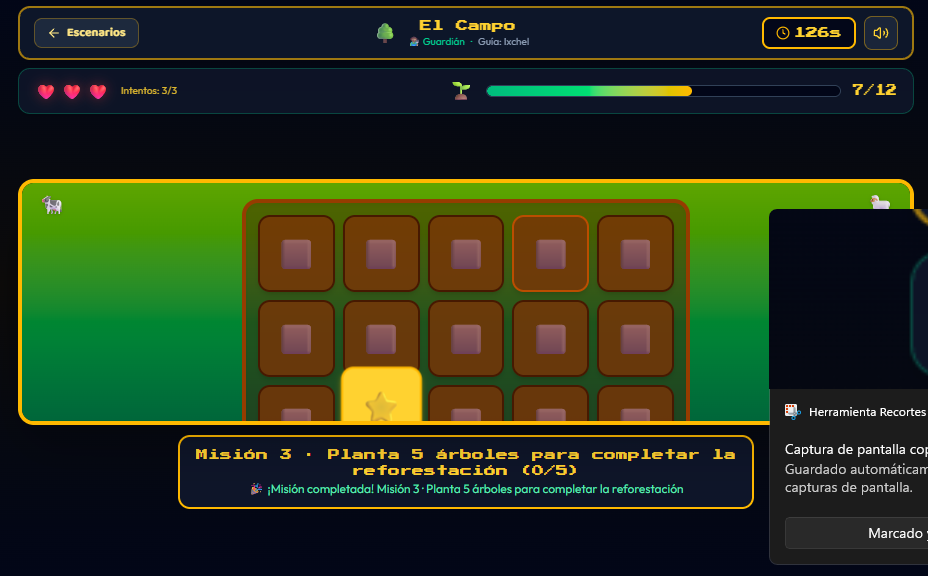 ← Escenarios
El Campo
Guardián · Guía: Ixchel
126s
Intentos: 3/3
7/12
Misión 3 · Planta 5 árboles para completar la
reforestación (0/5)
¡Misión completada! Misión 3 · Planta 5 árboles para completar la reforestación
Herramienta Recortes
Captura de pantalla cop
Guardado automáticam
capturas de pantalla.
Marcado y